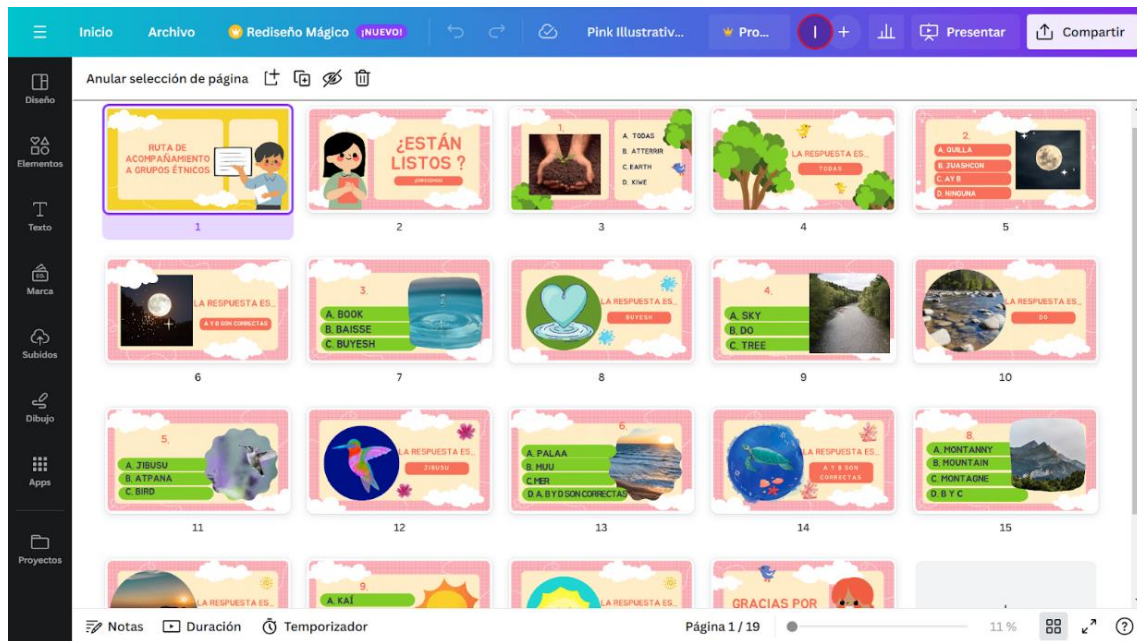 Inicio Archivo Rediseño Mágico ¡NUEVO! Pink Illustrativ... Pro... I + Presentar Compartir
Anular selección de página
Diseño
Elementos
Texto
Marca
Subidos
Dibujo
Apps
Proyectos
RUTA DE
ACOMPAÑAMIENTO
A GRUPOS ÉTNICOS
1
¿ESTÁN
LISTOS ?
2
1.
A. TODAS
B. ATTERRIR
C. EARTH
D. KIWE
3
LA RESPUESTA ES...
TODAS
4
2.
A. QUILLA
B. JUASHCON
C. A Y B
D. NINGUNA
5
LA RESPUESTA ES...
A Y B SON CORRECTAS
6
3.
A. BOOK
B. BAISSE
C. BUYESH
7
LA RESPUESTA ES...
BUYESH
8
4.
A. SKY
B. DO
C. TREE
9
LA RESPUESTA ES...
DO
10
5.
A. JIBUSU
B. ATPANA
C. BIRD
11
LA RESPUESTA ES...
JIBUSU
12
6.
A. PALAA
B. MUU
C.MER
D. A, B Y D SON CORRECTAS
13
LA RESPUESTA ES...
A Y B SON
CORRECTAS
14
8.
A. MONTANNY
B. MOUNTAIN
C. MONTAGNE
D. B Y C
15
LA RESPUESTA ES...
9.
A. KAÍ
LA RESPUESTA ES...
GRACIAS POR
Notas Duración Temporizador Página 1 / 19 11 %